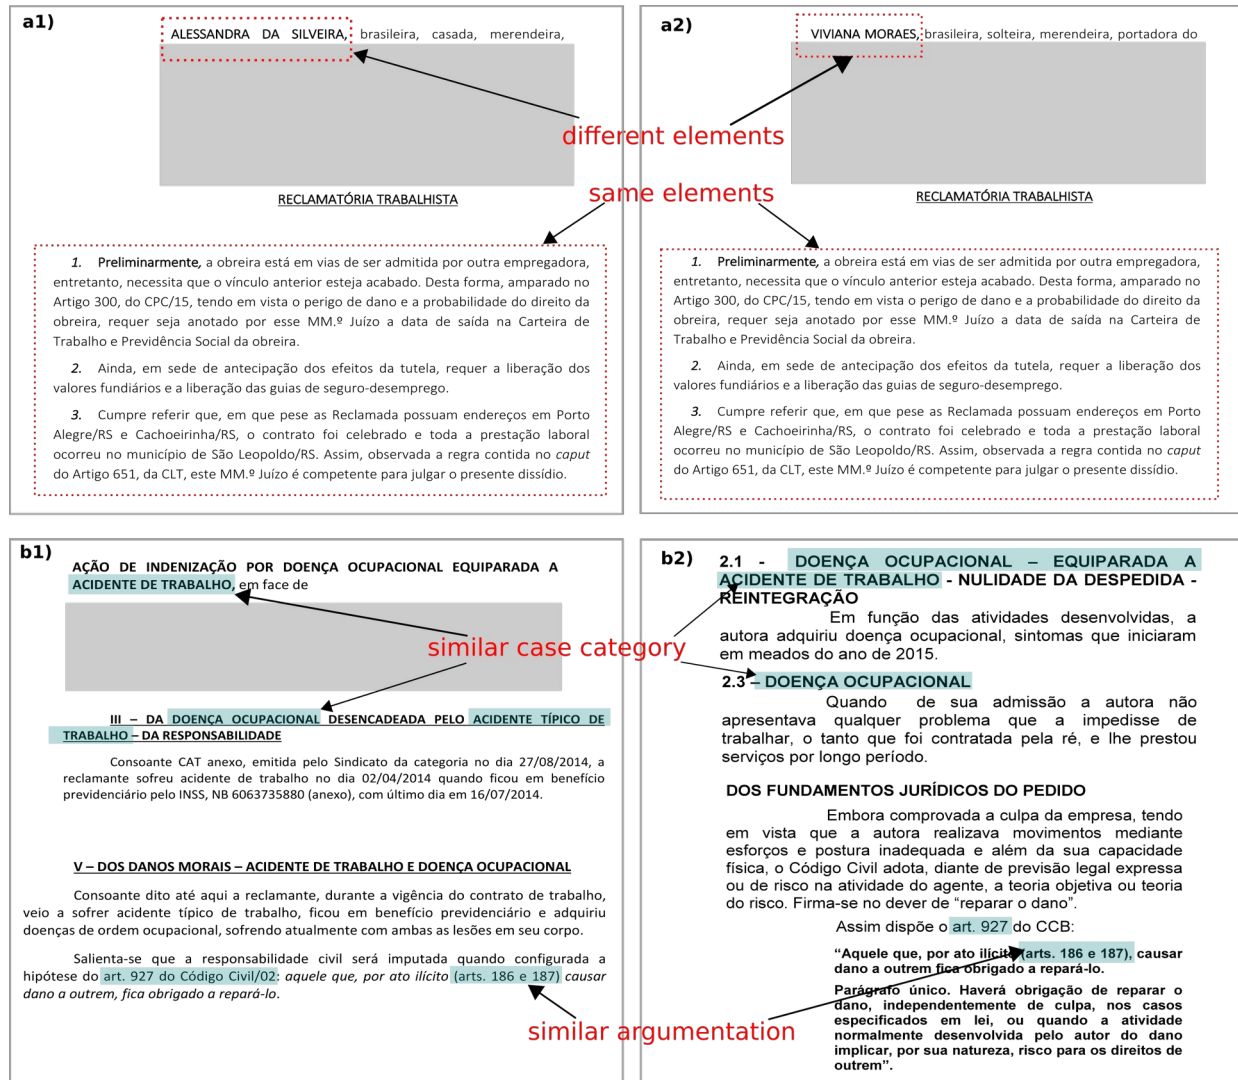 a1)
ALESSANDRA DA SILVEIRA, brasileira, casada, merendeira,
RECLAMATÓRIA TRABALHISTA
1. Preliminarmente, a obreira está em vias de ser admitida por outra empregadora,
entretanto, necessita que o vínculo anterior esteja acabado. Desta forma, amparado no
Artigo 300, do CPC/15, tendo em vista o perigo de dano e a probabilidade do direito da
obreira, requer seja anotado por esse MM.º Juízo a data de saída na Carteira de
Trabalho e Previdência Social da obreira.
2. Ainda, em sede de antecipação dos efeitos da tutela, requer a liberação dos
valores fundiários e a liberação das guias de seguro-desemprego.
3. Cumpre referir que, em que pese as Reclamada possuam endereços em Porto
Alegre/RS e Cachoeirinha/RS, o contrato foi celebrado e toda a prestação laboral
ocorreu no município de São Leopoldo/RS. Assim, observada a regra contida no caput
do Artigo 651, da CLT, este MM.º Juízo é competente para julgar o presente dissídio.
a2)
VIVIANA MORAES, brasileira, solteira, merendeira, portadora do
RECLAMATÓRIA TRABALHISTA
1. Preliminarmente, a obreira está em vias de ser admitida por outra empregadora,
entretanto, necessita que o vínculo anterior esteja acabado. Desta forma, amparado no
Artigo 300, do CPC/15, tendo em vista o perigo de dano e a probabilidade do direito da
obreira, requer seja anotado por esse MM.º Juízo a data de saída na Carteira de
Trabalho e Previdência Social da obreira.
2. Ainda, em sede de antecipação dos efeitos da tutela, requer a liberação dos
valores fundiários e a liberação das guias de seguro-desemprego.
3. Cumpre referir que, em que pese as Reclamada possuam endereços em Porto
Alegre/RS e Cachoeirinha/RS, o contrato foi celebrado e toda a prestação laboral
ocorreu no município de São Leopoldo/RS. Assim, observada a regra contida no caput
do Artigo 651, da CLT, este MM.º Juízo é competente para julgar o presente dissídio.
different elements
same elements
b1)
AÇÃO DE INDENIZAÇÃO POR DOENÇA OCUPACIONAL EQUIPARADA A
ACIDENTE DE TRABALHO, em face de
III – DA DOENÇA OCUPACIONAL DESENCADEADA PELO ACIDENTE TÍPICO DE
TRABALHO – DA RESPONSABILIDADE
Consoante CAT anexo, emitida pelo Sindicato da categoria no dia 27/08/2014, a
reclamante sofreu acidente de trabalho no dia 02/04/2014 quando ficou em benefício
previdenciário pelo INSS, NB 6063735880 (anexo), com último dia em 16/07/2014.
V – DOS DANOS MORAIS – ACIDENTE DE TRABALHO E DOENÇA OCUPACIONAL
Consoante dito até aqui a reclamante, durante a vigência do contrato de trabalho,
veio a sofrer acidente típico de trabalho, ficou em benefício previdenciário e adquiriu
doenças de ordem ocupacional, sofrendo atualmente com ambas as lesões em seu corpo.
Salienta-se que a responsabilidade civil será imputada quando configurada a
hipótese do art. 927 do Código Civil/02: aquele que, por ato ilícito (arts. 186 e 187) causar
dano a outrem, fica obrigado a repará-lo.
b2)
2.1 - DOENÇA OCUPACIONAL – EQUIPARADA A
ACIDENTE DE TRABALHO - NULIDADE DA DESPEDIDA -
REINTEGRAÇÃO
Em função das atividades desenvolvidas, a
autora adquiriu doença ocupacional, sintomas que iniciaram
em meados do ano de 2015.
2.3 – DOENÇA OCUPACIONAL
Quando de sua admissão a autora não
apresentava qualquer problema que a impedisse de
trabalhar, o tanto que foi contratada pela ré, e lhe prestou
serviços por longo período.
DOS FUNDAMENTOS JURÍDICOS DO PEDIDO
Embora comprovada a culpa da empresa, tendo
em vista que a autora realizava movimentos mediante
esforços e postura inadequada e além da sua capacidade
física, o Código Civil adota, diante de previsão legal expressa
ou de risco na atividade do agente, a teoria objetiva ou teoria
do risco. Firma-se no dever de “reparar o dano”.
Assim dispõe o art. 927 do CCB:
“Aquele que, por ato ilícito (arts. 186 e 187), causar
dano a outrem fica obrigado a repará-lo.
Parágrafo único. Haverá obrigação de reparar o
dano, independentemente de culpa, nos casos
especificados em lei, ou quando a atividade
normalmente desenvolvida pelo autor do dano
implicar, por sua natureza, risco para os direitos de
outrem”.
similar case category
similar argumentation